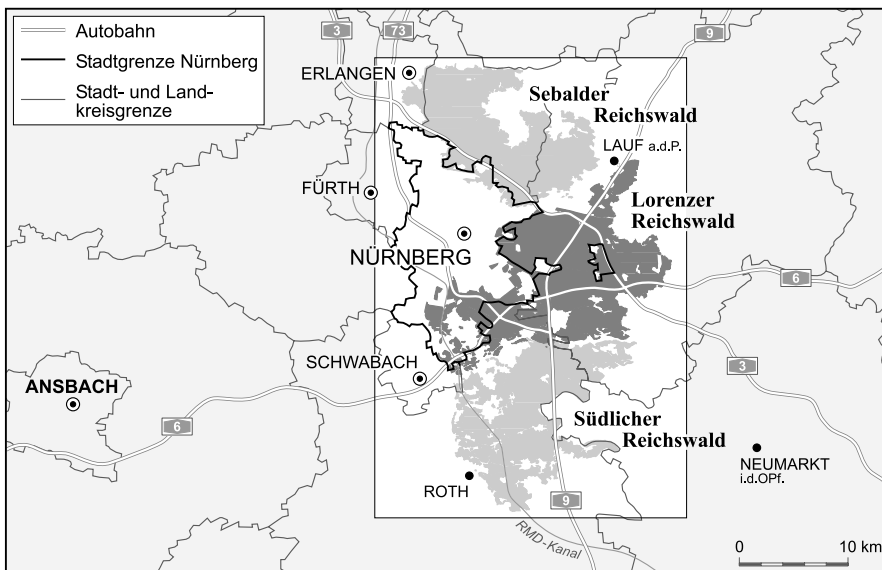 Autobahn
Stadtgrenze Nürnberg
Stadt- und Land-
kreisgrenze
3
73
9
ERLANGEN
Sebalder
Reichswald
LAUF a.d.P.
FÜRTH
Lorenzer
Reichswald
NÜRNBERG
6
SCHWABACH
ANSBACH
3
6
Südlicher
Reichswald
NEUMARKT
i.d.OPf.
ROTH
9
RMD-Kanal
0 10 km